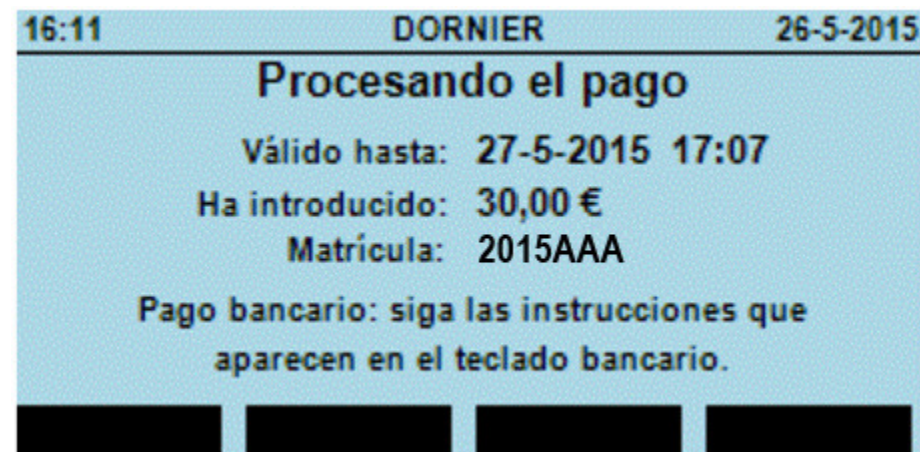 16:11 DORNIER 26-5-2015
Procesando el pago
Válido hasta: 27-5-2015 17:07
Ha introducido: 30,00 €
Matrícula: 2015AAA
Pago bancario: siga las instrucciones que
aparecen en el teclado bancario.